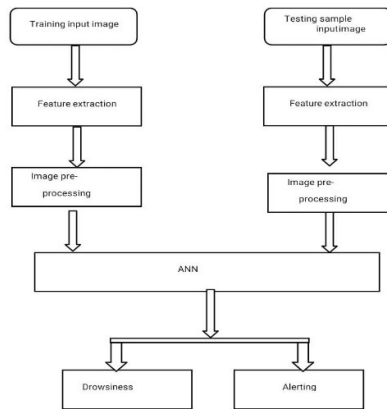 Training input image
Testing sample
inputimage
Feature extraction
Feature extraction
Image pre-
processing
Image pre-
processing
ANN
Drowsiness
Alerting